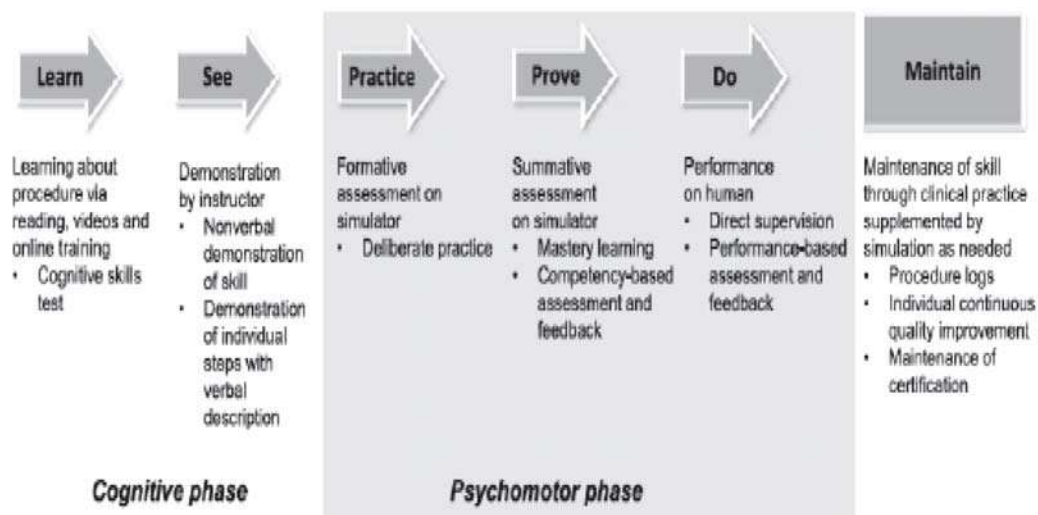 Learn
See
Practice
Prove
Do
Maintain
Learning about
procedure via
reading, videos and
online training
• Cognitive skills
test
Demonstration
by instructor
• Nonverbal
demonstration
of skill
• Demonstration
of individual
steps with
verbal
description
Formative
assessment on
simulator
• Deliberate practice
Summative
assessment
on simulator
• Mastery learning
• Competency-based
assessment and
feedback
Performance
on human
• Direct supervision
• Performance-based
assessment and
feedback
Maintenance of skill
through clinical practice
supplemented by
simulation as needed
• Procedure logs
• Individual continuous
quality improvement
• Maintenance of
certification
Cognitive phase
Psychomotor phase